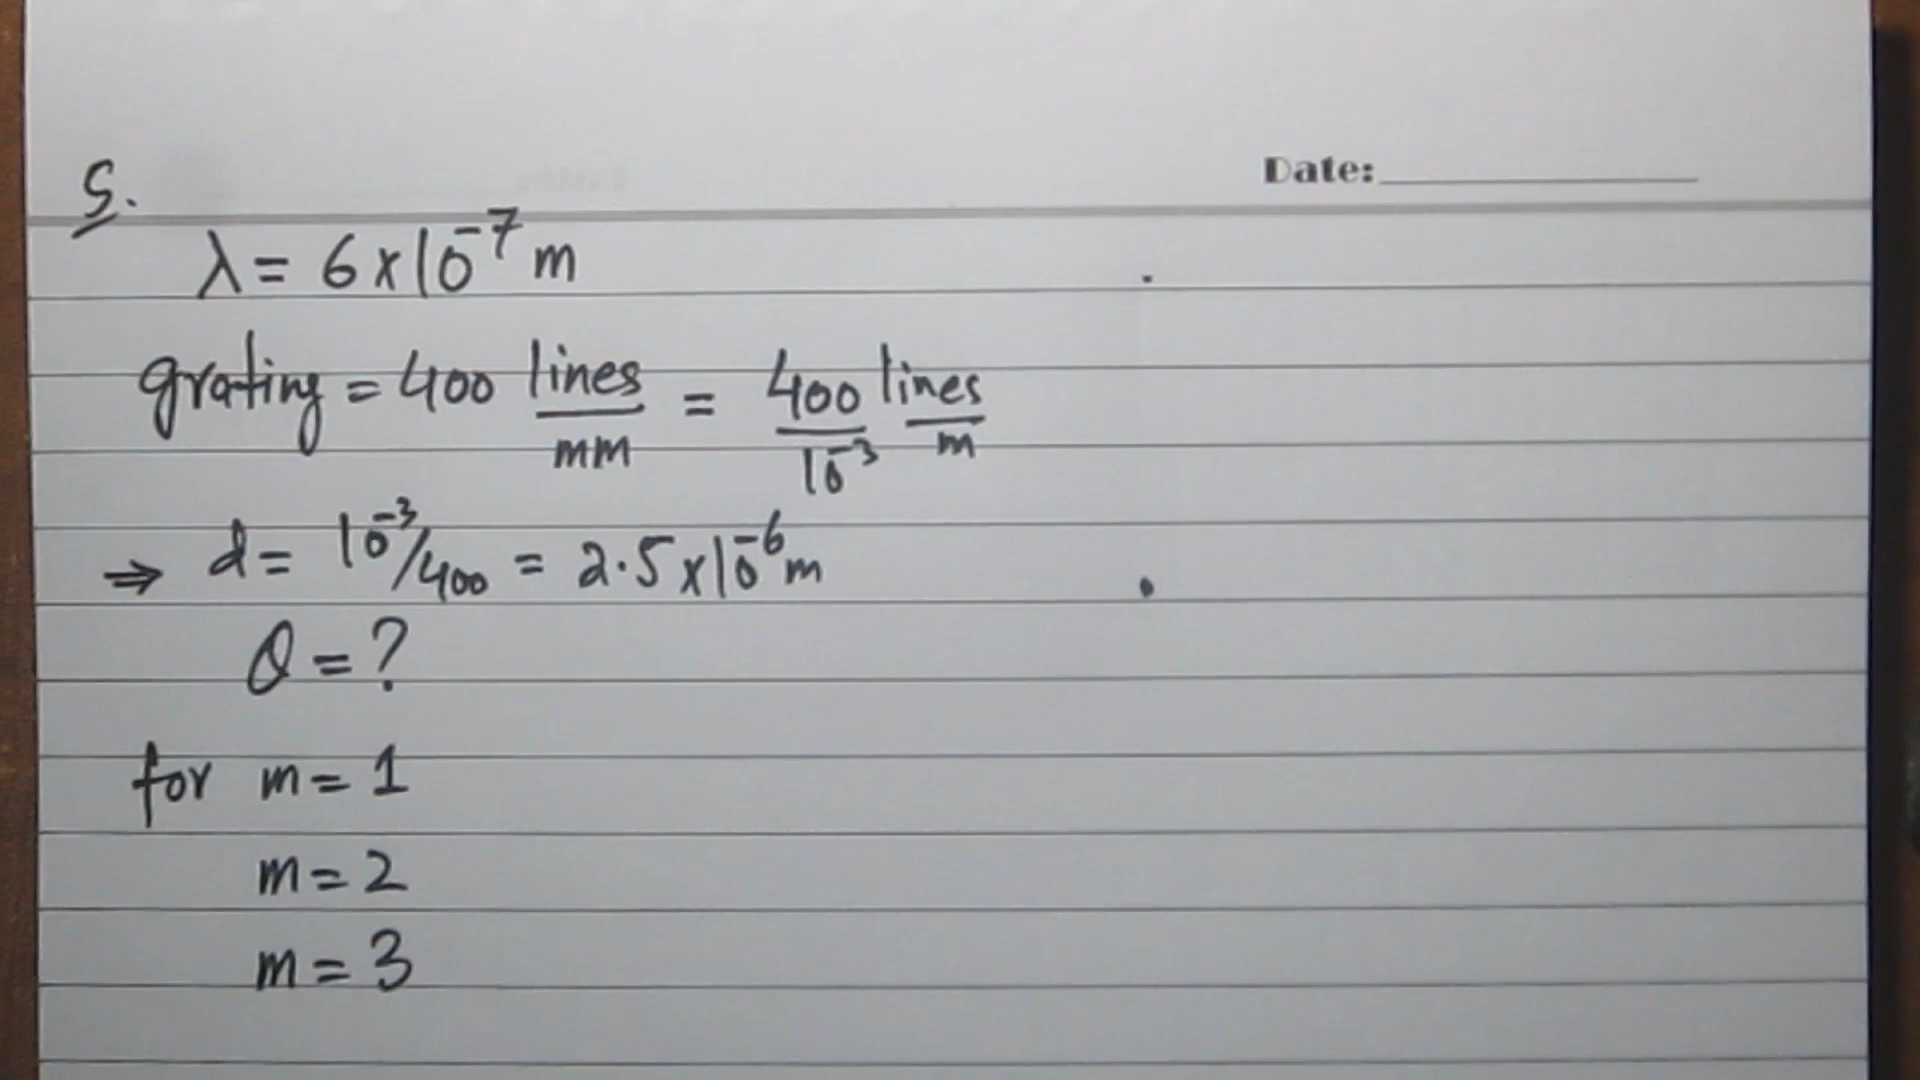 5.
Date:
λ = 6 x 10⁻⁷ m
grating = 400 lines/mm = 400/10⁻³ lines/m
⇒ d = 10⁻³/400 = 2.5 x 10⁻⁶ m
θ = ?
for m = 1
m = 2
m = 3